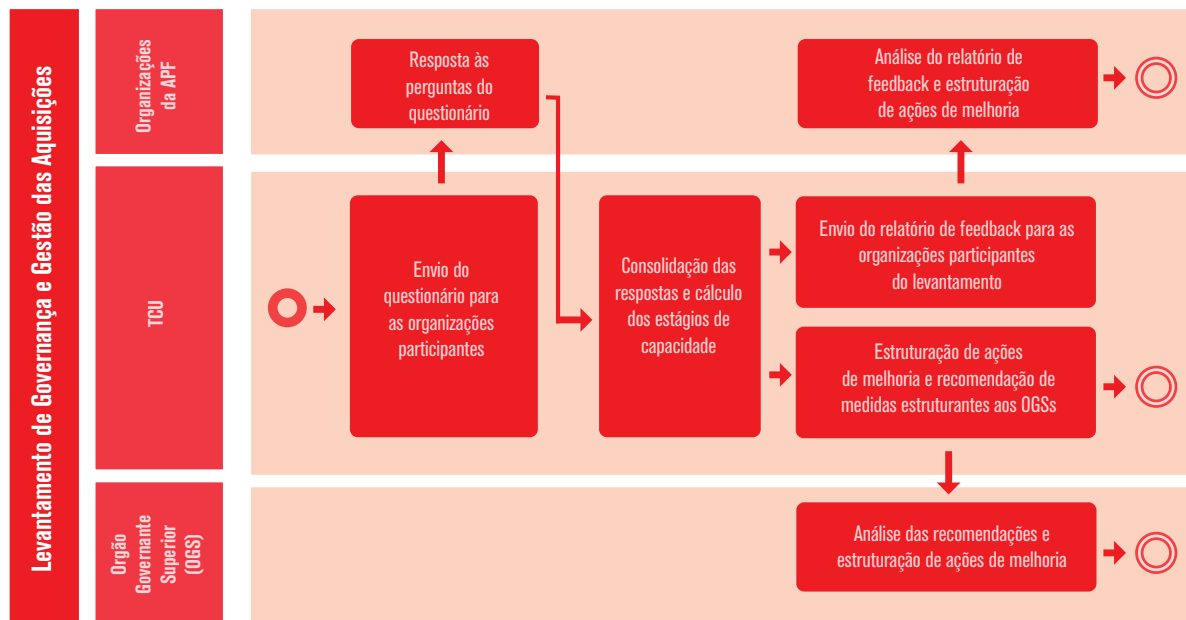 Levantamento de Governança e Gestão das Aquisições
Organizações
da APF
Resposta às
perguntas do
questionário
Análise do relatório de
feedback e estruturação
de ações de melhoria
TCU
Envio do
questionário para
as organizações
participantes
Consolidação das
respostas e cálculo
dos estágios de
capacidade
Envio do relatório de feedback para as
organizações participantes
do levantamento
Estruturação de ações
de melhoria e recomendação de
medidas estruturantes aos OGSs
Orgão
Governante
Superior
(OGS)
Análise das recomendações e
estruturação de ações de melhoria